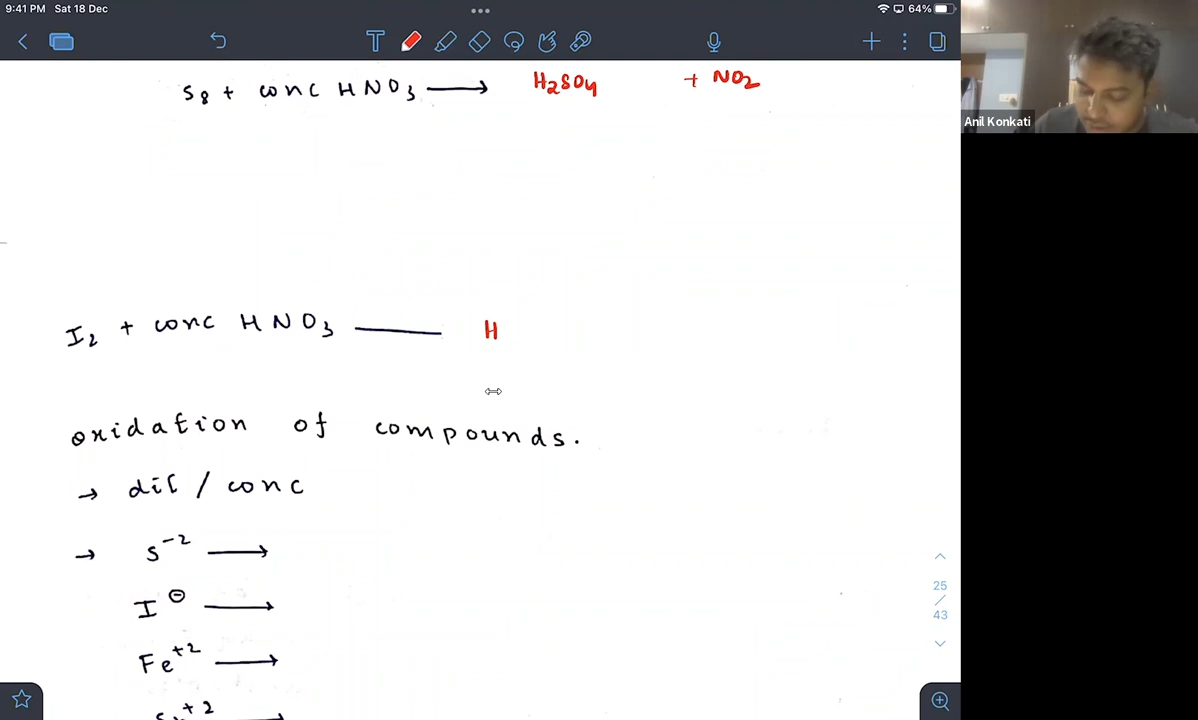 9:41 PM Sat 18 Dec
64%
T
S8 + conc HNO3 → H2SO4 + NO2
Anil Konkati
I2 + conc HNO3 — H
oxidation of compounds.
→ dil / conc
→ S-2 →
I⊖ →
25
/
43
Fe+2 →
+2